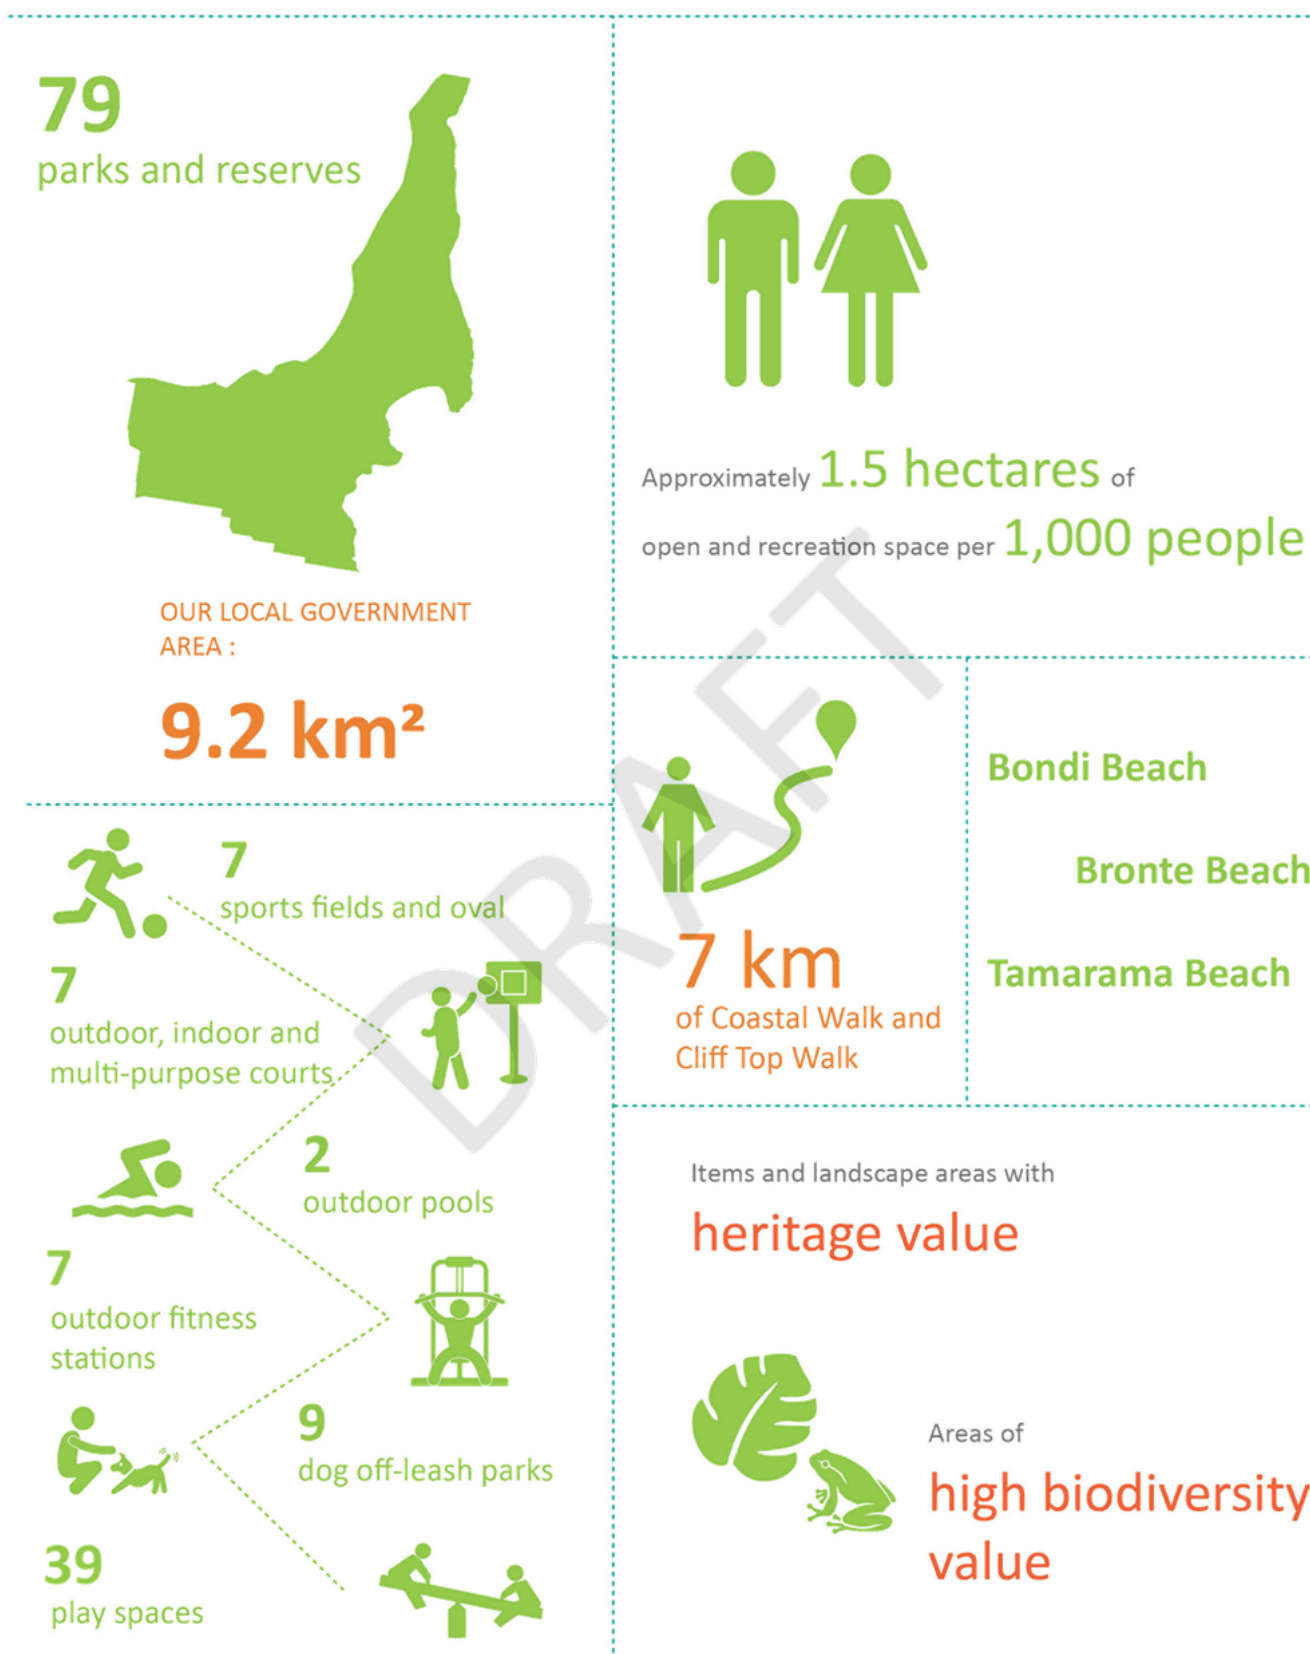 79
parks and reserves
OUR LOCAL GOVERNMENT
AREA :
9.2 km²
Approximately 1.5 hectares of
open and recreation space per 1,000 people
7
sports fields and oval
7
outdoor, indoor and
multi-purpose courts
2
outdoor pools
7
outdoor fitness
stations
9
dog off-leash parks
39
play spaces
7 km
of Coastal Walk and
Cliff Top Walk
Bondi Beach
Bronte Beach
Tamarama Beach
Items and landscape areas with
heritage value
Areas of
high biodiversity
value
DRAFT